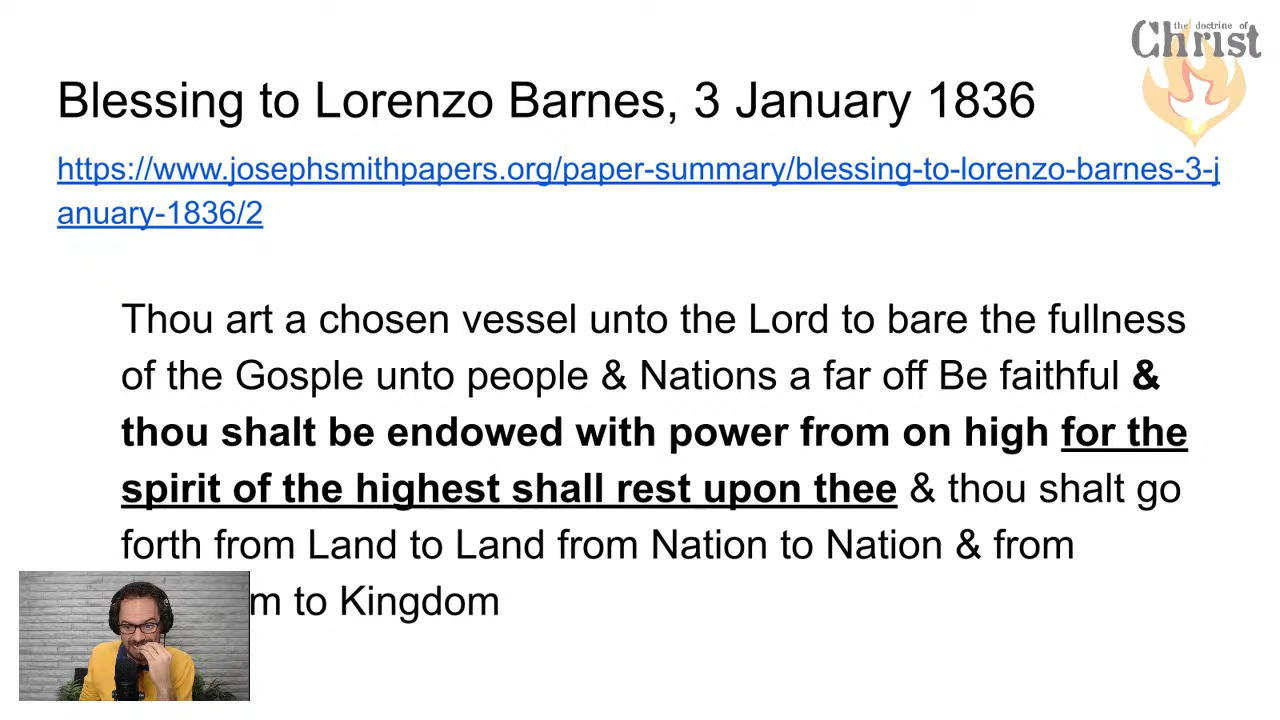 the doctrine of
Christ
Blessing to Lorenzo Barnes, 3 January 1836
https://www.josephsmithpapers.org/paper-summary/blessing-to-lorenzo-barnes-3-j
anuary-1836/2
Thou art a chosen vessel unto the Lord to bare the fullness
of the Gosple unto people & Nations a far off Be faithful &
thou shalt be endowed with power from on high for the
spirit of the highest shall rest upon thee & thou shalt go
forth from Land to Land from Nation to Nation & from
m to Kingdom